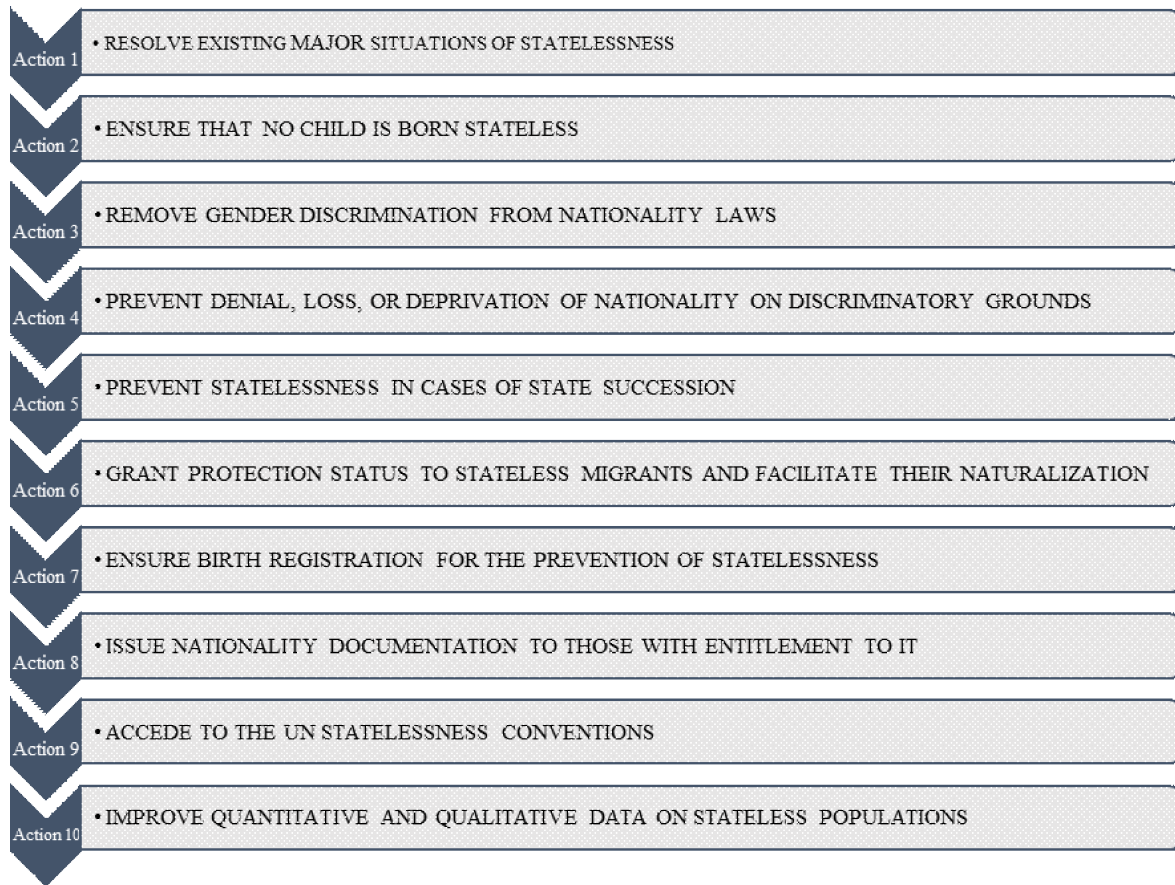 Action 1
• RESOLVE EXISTING MAJOR SITUATIONS OF STATELESSNESS
Action 2
• ENSURE THAT NO CHILD IS BORN STATELESS
Action 3
• REMOVE GENDER DISCRIMINATION FROM NATIONALITY LAWS
Action 4
• PREVENT DENIAL, LOSS, OR DEPRIVATION OF NATIONALITY ON DISCRIMINATORY GROUNDS
Action 5
• PREVENT STATELESSNESS IN CASES OF STATE SUCCESSION
Action 6
• GRANT PROTECTION STATUS TO STATELESS MIGRANTS AND FACILITATE THEIR NATURALIZATION
Action 7
• ENSURE BIRTH REGISTRATION FOR THE PREVENTION OF STATELESSNESS
Action 8
• ISSUE NATIONALITY DOCUMENTATION TO THOSE WITH ENTITLEMENT TO IT
Action 9
• ACCEDE TO THE UN STATELESSNESS CONVENTIONS
Action 10
• IMPROVE QUANTITATIVE AND QUALITATIVE DATA ON STATELESS POPULATIONS